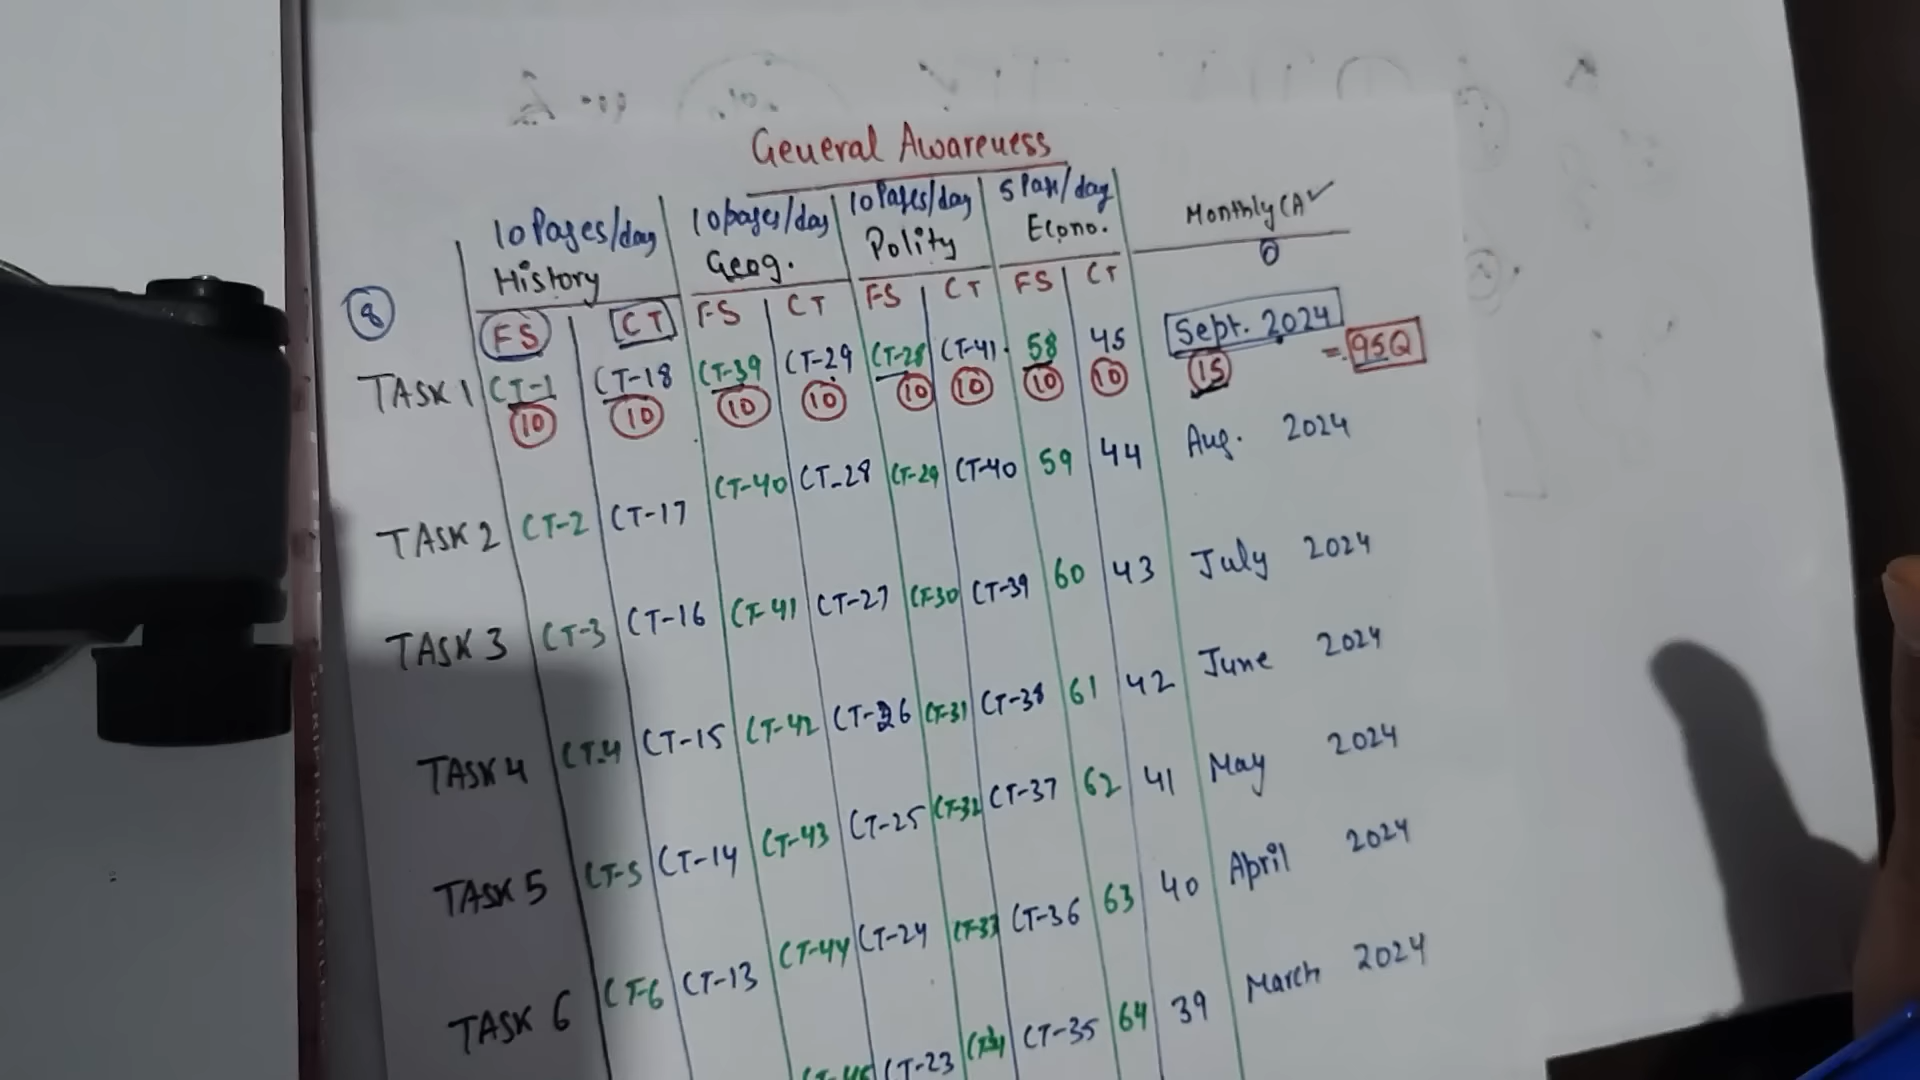 General Awareness
10 Pages/day 10 pages/day 10 Pages/day 5 Pages/day Monthly CA ✓
History Geog. Polity Econo.
8 FS CT FS CT FS CT FS CT
TASK 1 CT-1 CT-18 CT-39 CT-29 CT-28 CT-41 58 45 Sept. 2024 = 95Q
10 10 10 10 10 10 10 10 15
TASK 2 CT-2 CT-17 CT-40 CT-28 CT-29 CT-40 59 44 Aug. 2024
TASK 3 CT-3 CT-16 CT-41 CT-27 CT-30 CT-39 60 43 July 2024
TASK 4 CT-4 CT-15 CT-42 CT-26 CT-31 CT-38 61 42 June 2024
TASK 5 CT-5 CT-14 CT-43 CT-25 CT-32 CT-37 62 41 May 2024
TASK 6 CT-6 CT-13 CT-44 CT-24 CT-33 CT-36 63 40 April 2024
CT-23 CT-35 64 39 March 2024